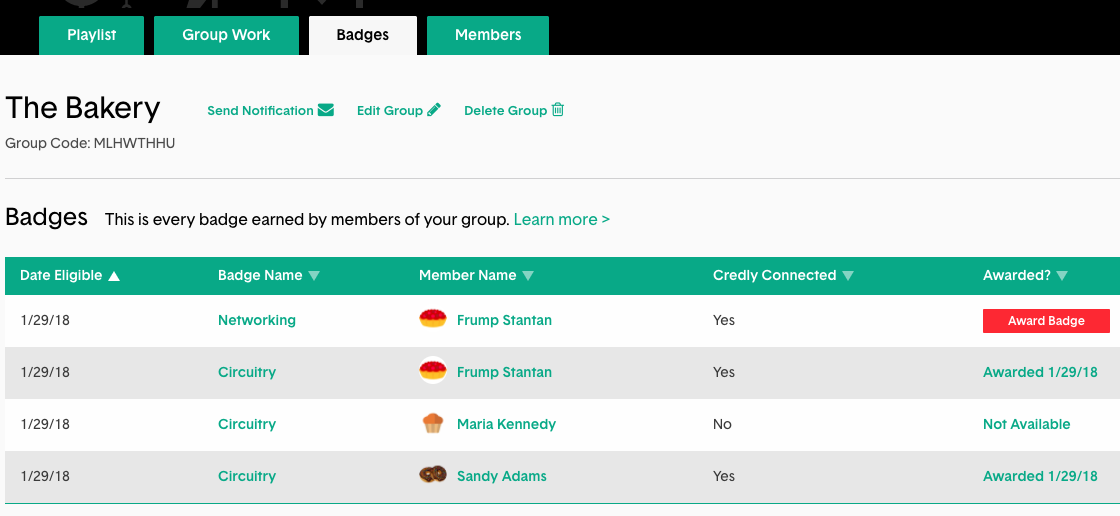 Playlist Group Work Badges Members
The Bakery Send Notification Edit Group Delete Group
Group Code: MLHWTHHU
Badges This is every badge earned by members of your group. Learn more >
Date Eligible ▲ Badge Name ▼ Member Name ▼ Credly Connected ▼ Awarded? ▼
1/29/18 Networking Frump Stantan Yes Award Badge
1/29/18 Circuitry Frump Stantan Yes Awarded 1/29/18
1/29/18 Circuitry Maria Kennedy No Not Available
1/29/18 Circuitry Sandy Adams Yes Awarded 1/29/18